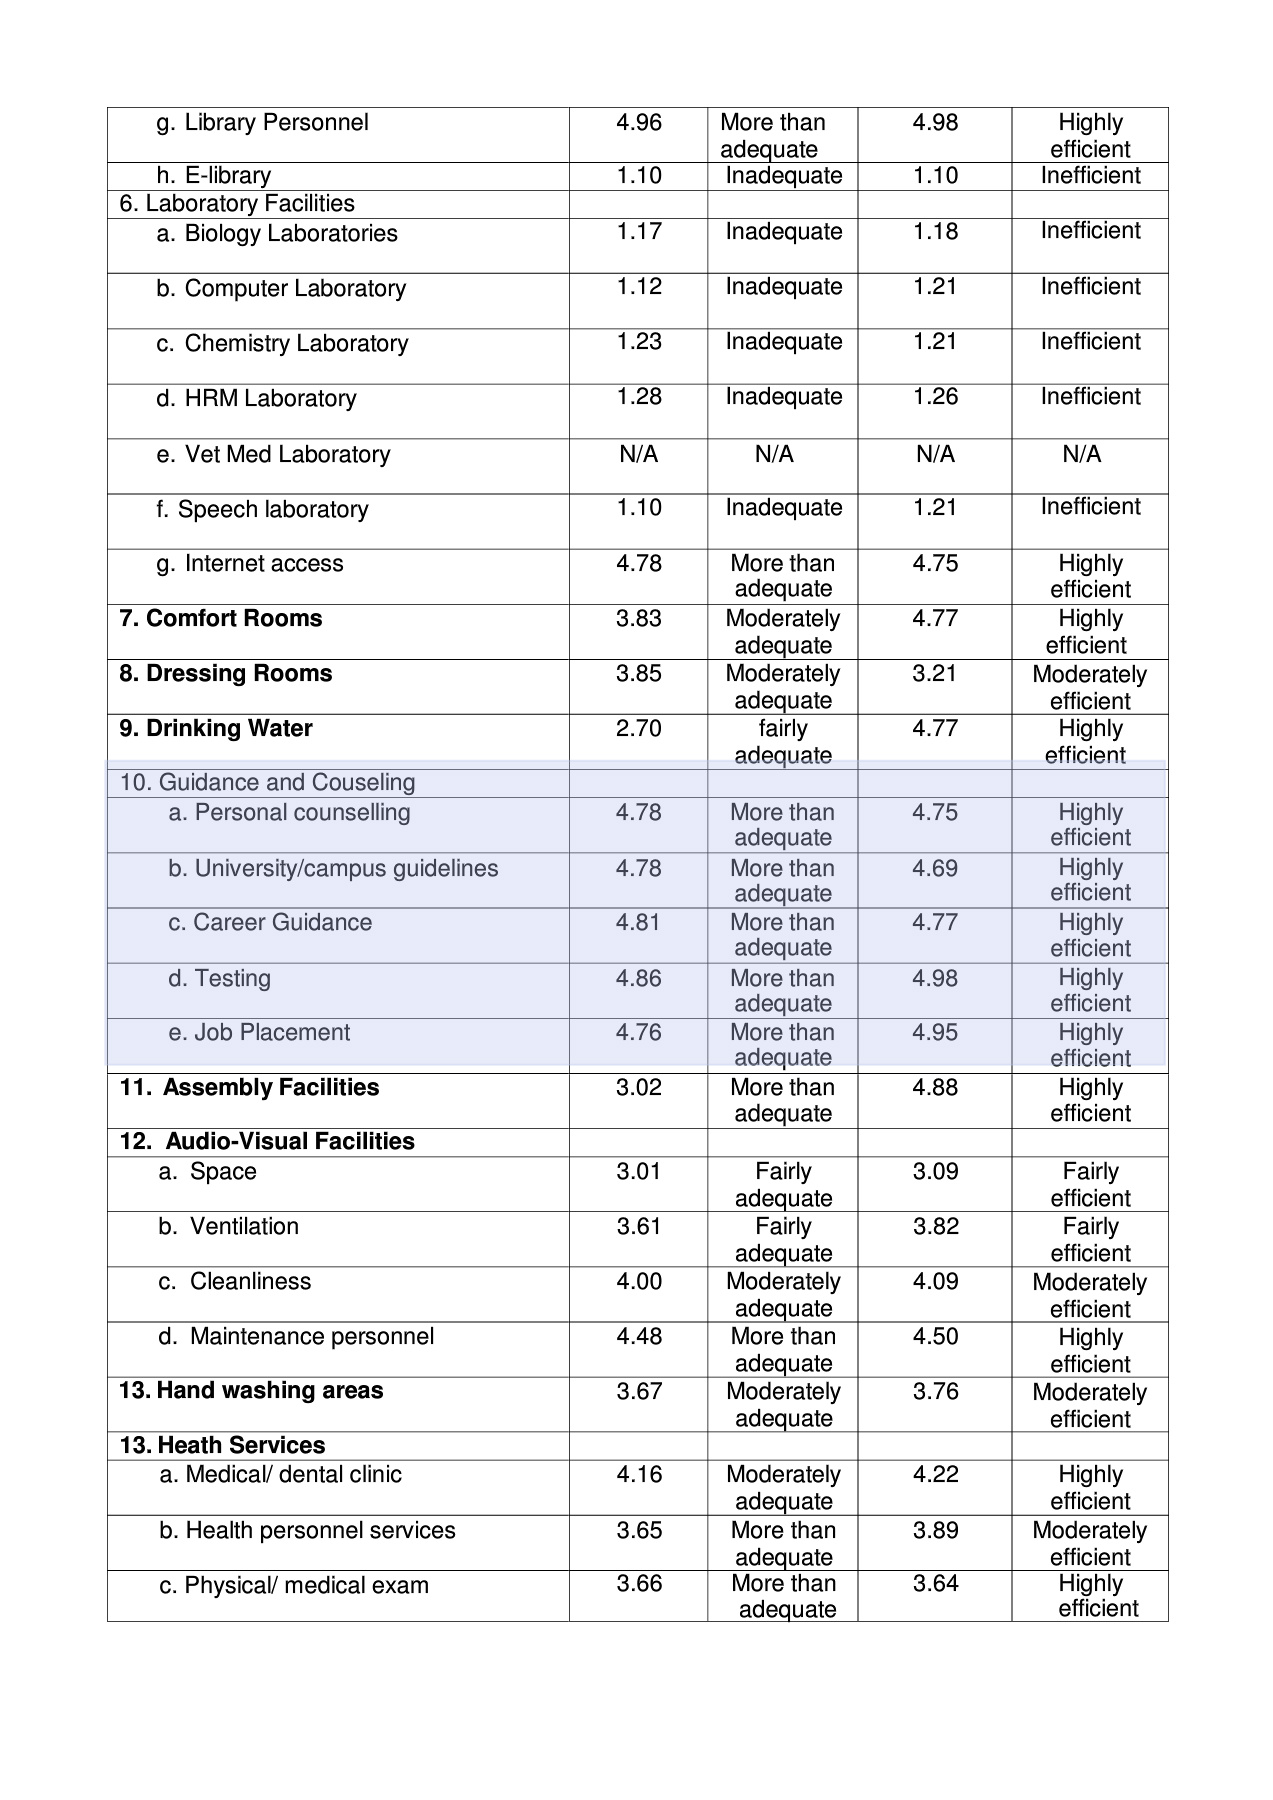 g. Library Personnel 4.96 More than adequate 4.98 Highly efficient
h. E-library 1.10 Inadequate 1.10 Inefficient
6. Laboratory Facilities
a. Biology Laboratories 1.17 Inadequate 1.18 Inefficient
b. Computer Laboratory 1.12 Inadequate 1.21 Inefficient
c. Chemistry Laboratory 1.23 Inadequate 1.21 Inefficient
d. HRM Laboratory 1.28 Inadequate 1.26 Inefficient
e. Vet Med Laboratory N/A N/A N/A N/A
f. Speech laboratory 1.10 Inadequate 1.21 Inefficient
g. Internet access 4.78 More than adequate 4.75 Highly efficient
7. Comfort Rooms 3.83 Moderately adequate 4.77 Highly efficient
8. Dressing Rooms 3.85 Moderately adequate 3.21 Moderately efficient
9. Drinking Water 2.70 fairly adequate 4.77 Highly efficient
10. Guidance and Couseling
a. Personal counselling 4.78 More than adequate 4.75 Highly efficient
b. University/campus guidelines 4.78 More than adequate 4.69 Highly efficient
c. Career Guidance 4.81 More than adequate 4.77 Highly efficient
d. Testing 4.86 More than adequate 4.98 Highly efficient
e. Job Placement 4.76 More than adequate 4.95 Highly efficient
11. Assembly Facilities 3.02 More than adequate 4.88 Highly efficient
12. Audio-Visual Facilities
a. Space 3.01 Fairly adequate 3.09 Fairly efficient
b. Ventilation 3.61 Fairly adequate 3.82 Fairly efficient
c. Cleanliness 4.00 Moderately adequate 4.09 Moderately efficient
d. Maintenance personnel 4.48 More than adequate 4.50 Highly efficient
13. Hand washing areas 3.67 Moderately adequate 3.76 Moderately efficient
13. Heath Services
a. Medical/ dental clinic 4.16 Moderately adequate 4.22 Highly efficient
b. Health personnel services 3.65 More than adequate 3.89 Moderately efficient
c. Physical/ medical exam 3.66 More than adequate 3.64 Highly efficient